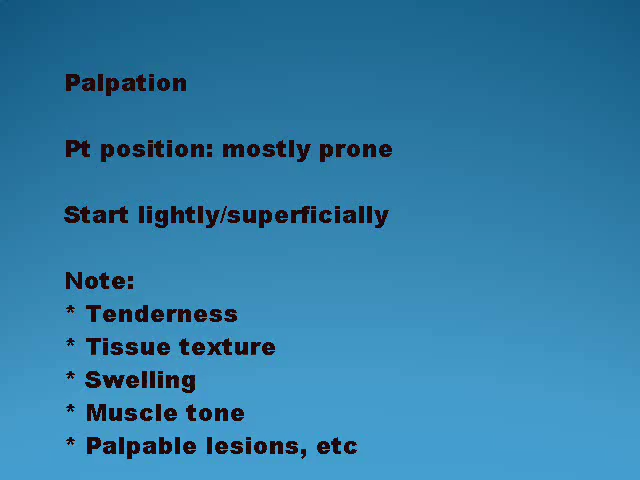 Palpation
Pt position: mostly prone
Start lightly/superficially
Note:
* Tenderness
* Tissue texture
* Swelling
* Muscle tone
* Palpable lesions, etc